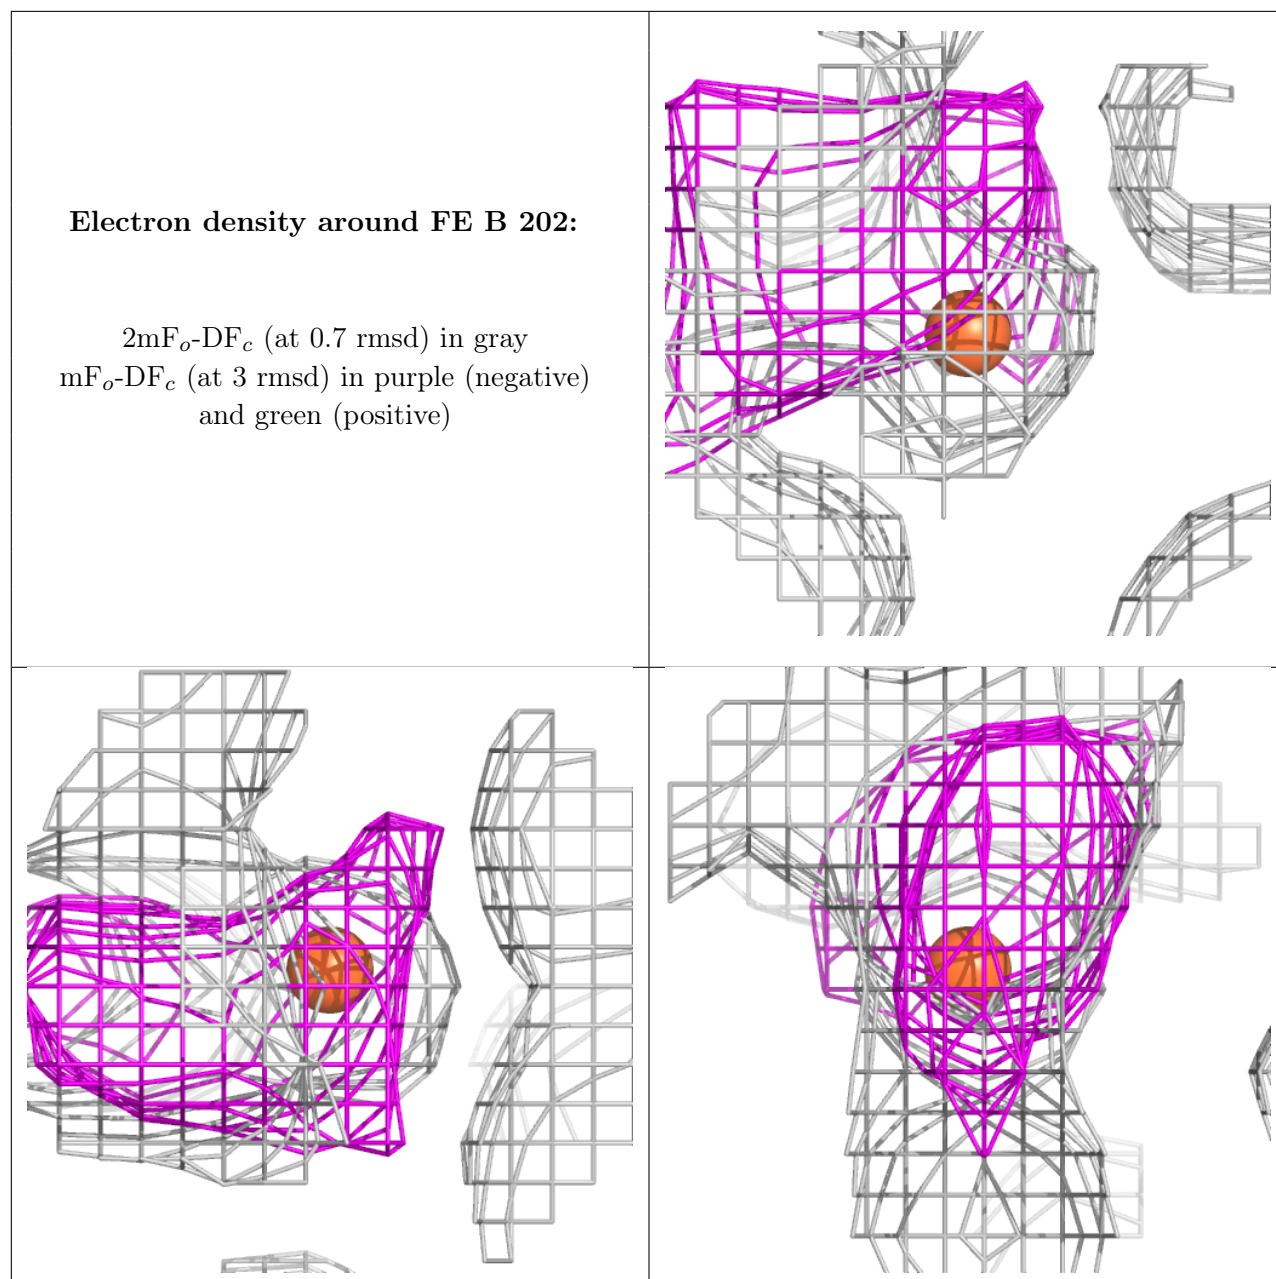 Electron density around FE B 202:
2mFo-DFc (at 0.7 rmsd) in gray
mFo-DFc (at 3 rmsd) in purple (negative)
and green (positive)